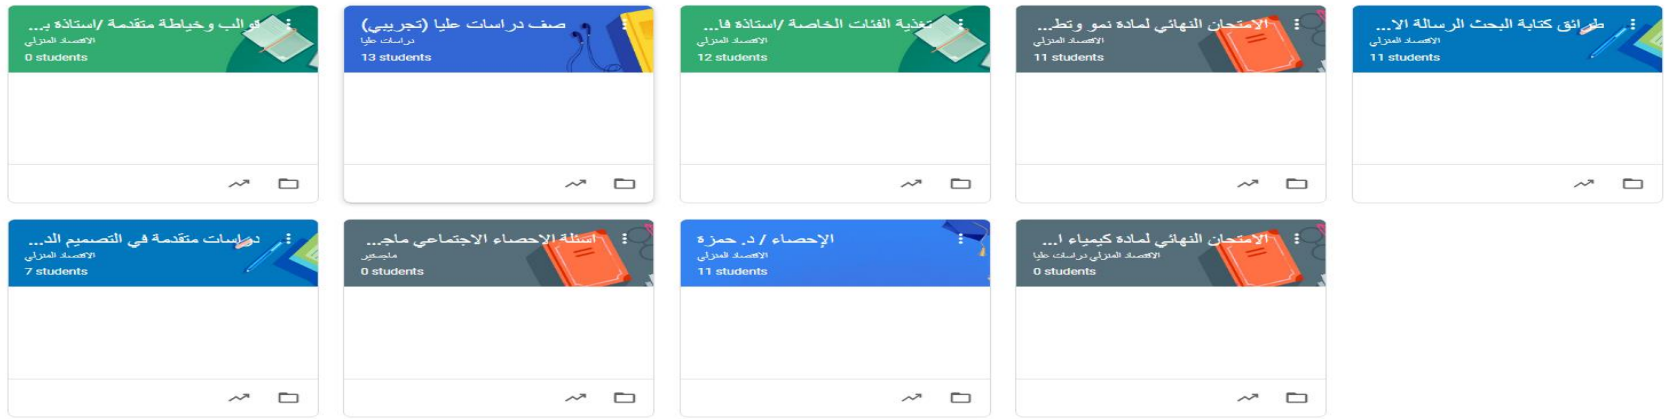 قوالب وخياطة متقدمة /استاذة بـ...
الاقتصاد المنزلي
0 students
صف دراسات عليا (تجريبي)
دراسات عليا
13 students
تغذية الفئات الخاصة /استاذة فا...
الاقتصاد المنزلي
12 students
الامتحان النهائي لمادة نمو وتط...
الاقتصاد المنزلي
11 students
طرائق كتابة البحث الرسالة الا...
الاقتصاد المنزلي
11 students
دراسات متقدمة في التصميم الد...
الاقتصاد المنزلي
7 students
اسئلة الاحصاء الاجتماعي ماجـ...
ماجستير
0 students
الإحصاء / د. حمزة
الاقتصاد المنزلي
11 students
الامتحان النهائي لمادة كيمياء ا...
الاقتصاد المنزلي دراسات عليا
0 students